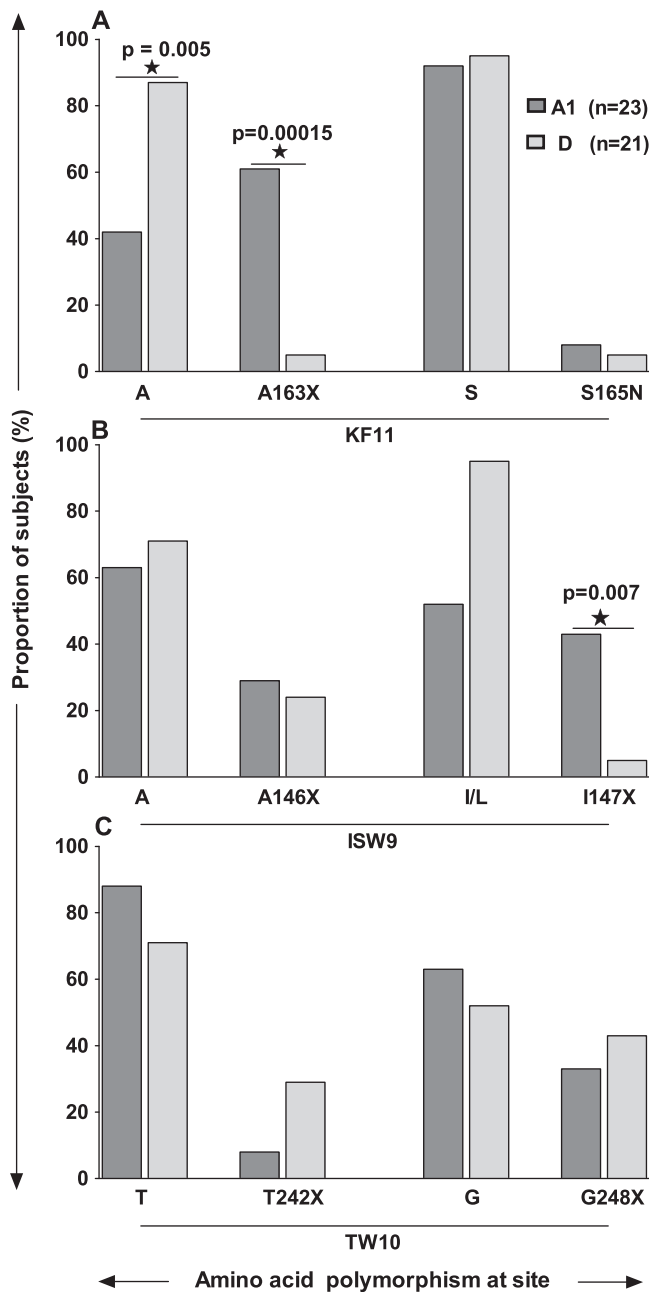 A
100
80
60
40
20
0
p = 0.005
★
p=0.00015
★
A1 (n=23)
D (n=21)
A A163X S S165N
KF11
B
100
80
60
40
20
0
p=0.007
★
A A146X I/L I147X
ISW9
C
100
80
60
40
20
0
T T242X G G248X
TW10
Proportion of subjects (%)
Amino acid polymorphism at site